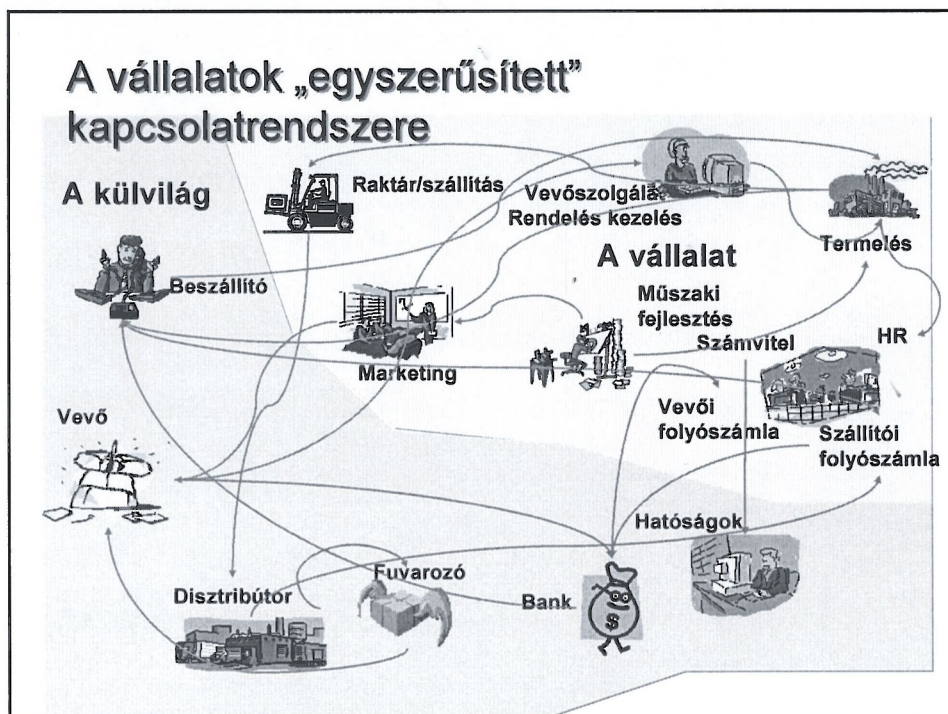 A vállalatok „egyszerűsített”
kapcsolatrendszere
A külvilág
Raktár/szállítás
Vevőszolgálat
Rendelés kezelés
Termelés
Beszállító
A vállalat
Műszaki
fejlesztés
Számvitel
HR
Marketing
Vevő
Vevői
folyószámla
Szállítói
folyószámla
Hatóságok
Disztribútor
Fuvarozó
Bank
$